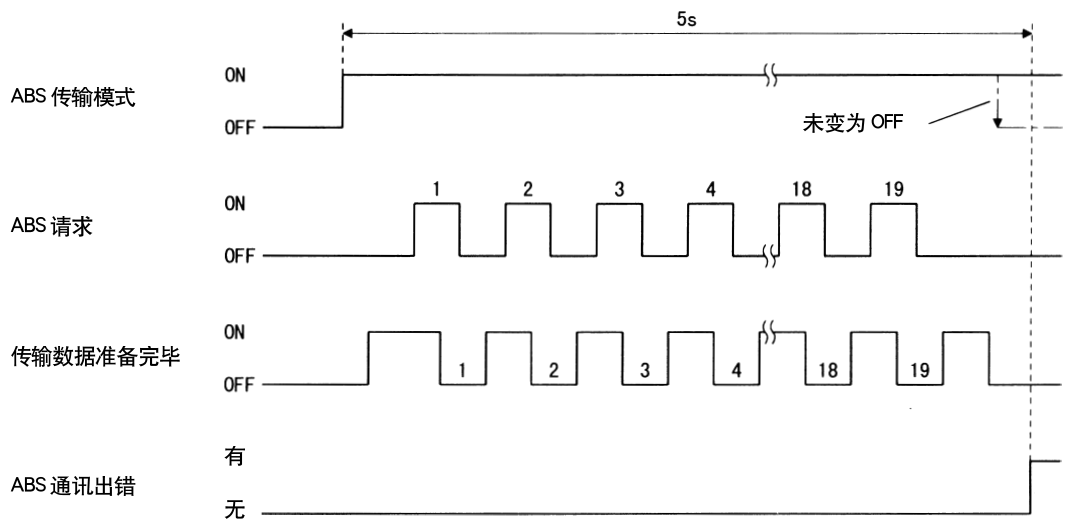 5s
ON
ABS 传输模式
OFF
未变为 OFF
1 2 3 4 18 19
ON
ABS 请求
OFF
ON
传输数据准备完毕
1 2 3 4 18 19
OFF
有
ABS 通讯出错
无